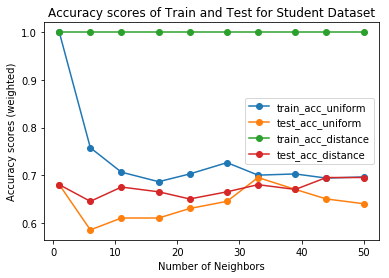 Accuracy scores of Train and Test for Student Dataset
Accuracy scores (weighted)
1.0
0.9
0.8
0.7
0.6
train_acc_uniform
test_acc_uniform
train_acc_distance
test_acc_distance
0
10
20
30
40
50
Number of Neighbors